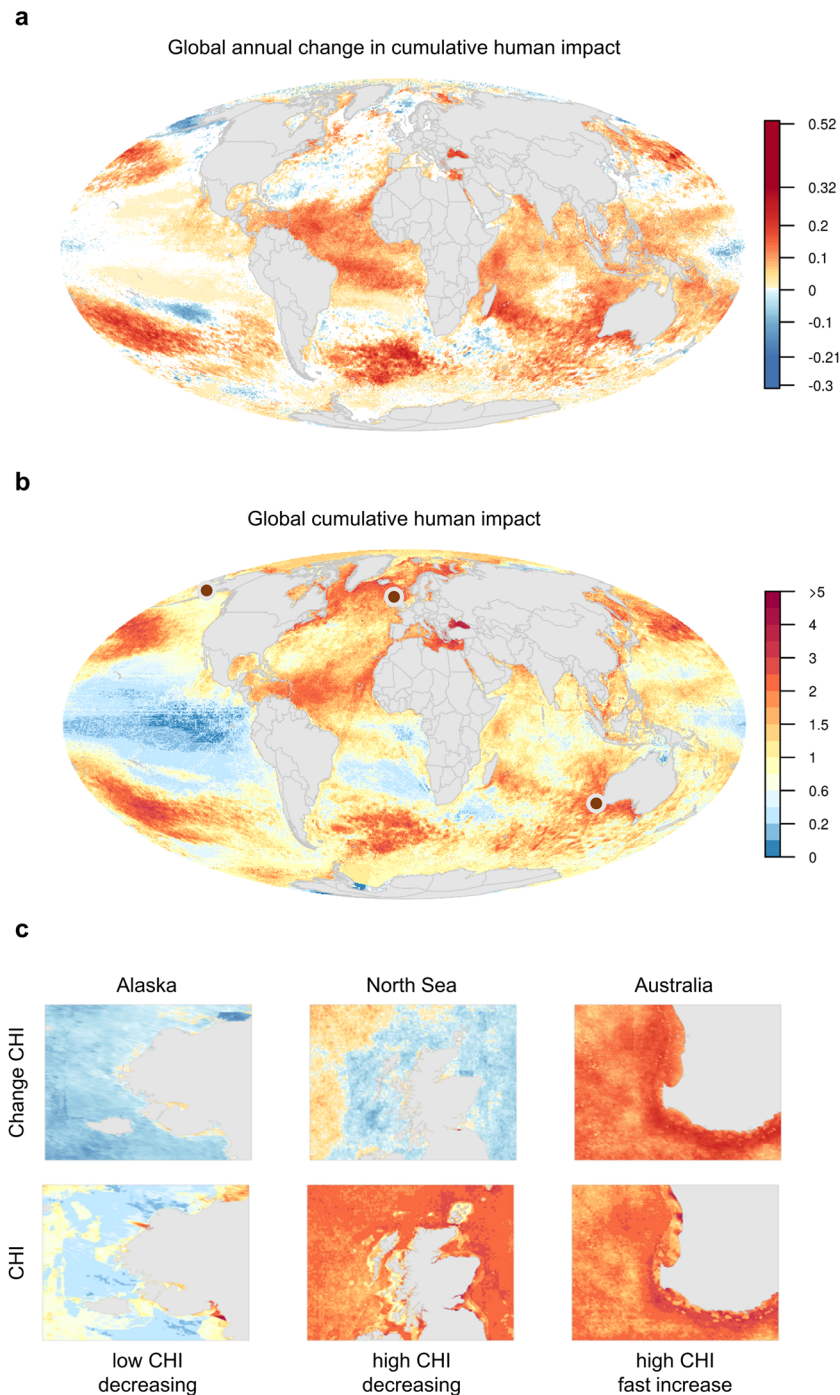 a
Global annual change in cumulative human impact
0.52
0.32
0.2
0.1
0
-0.1
-0.21
-0.3
b
Global cumulative human impact
>5
4
3
2
1.5
1
0.6
0.2
0
c
Alaska
North Sea
Australia
Change CHI
CHI
low CHI
decreasing
high CHI
decreasing
high CHI
fast increase